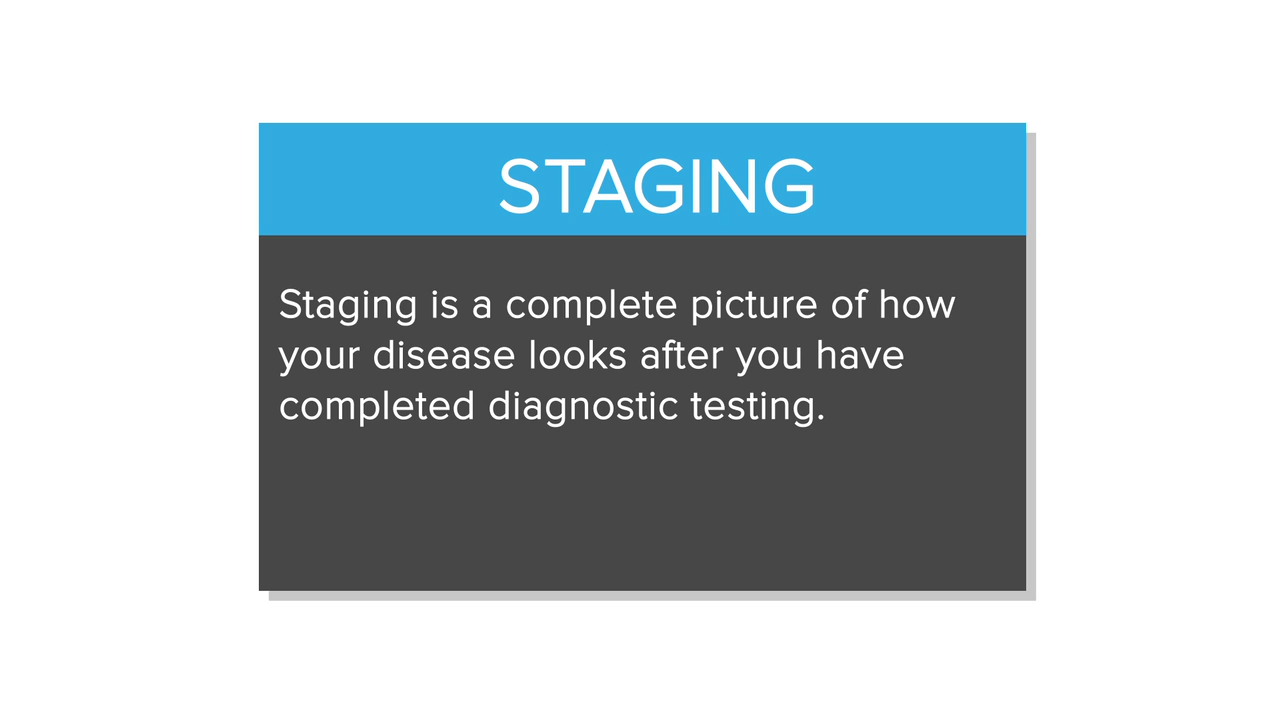 STAGING
Staging is a complete picture of how
your disease looks after you have
completed diagnostic testing.